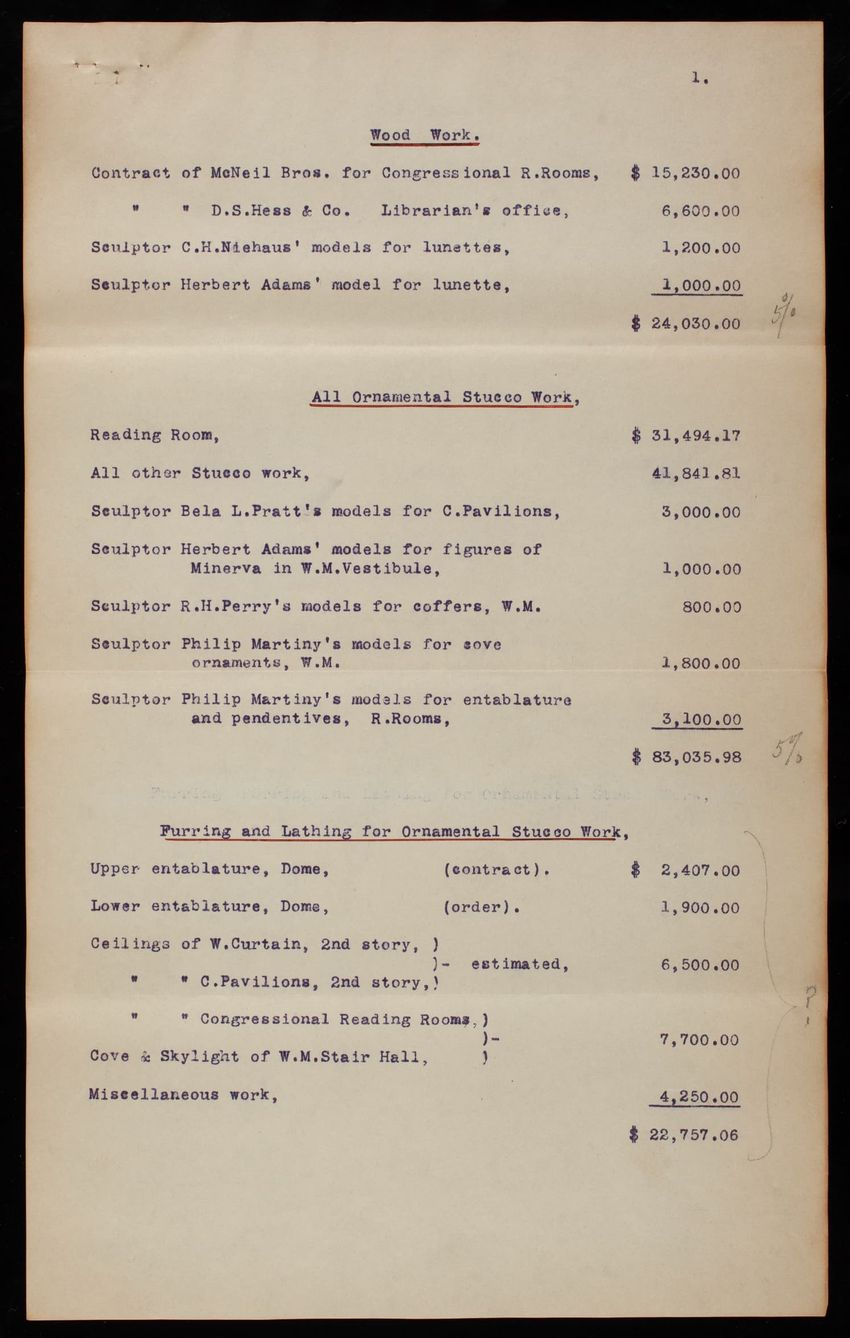 1.
Wood Work.
Contract of McNeil Bros. for Congressional R.Rooms, $ 15,230.00
" " D.S.Hess & Co. Librarian's office, 6,600.00
Sculptor C.H.Niehaus' models for lunettes, 1,200.00
Sculptor Herbert Adams' model for lunette, 1,000.00
$ 24,030.00 5%
All Ornamental Stucco Work,
Reading Room, $ 31,494.17
All other Stucco work, 41,841.81
Sculptor Bela L.Pratt's models for C.Pavilions, 3,000.00
Sculptor Herbert Adams' models for figures of
Minerva in W.M.Vestibule, 1,000.00
Sculptor R.H.Perry's models for coffers, W.M. 800.00
Sculptor Philip Martiny's models for cove
ornaments, W.M. 1,800.00
Sculptor Philip Martiny's models for entablature
and pendentives, R.Rooms, 3,100.00
$ 83,035.98 5%
Furring and Lathing for Ornamental Stucco Work,
Upper entablature, Dome, (contract). $ 2,407.00
Lower entablature, Dome, (order). 1,900.00
Ceilings of W.Curtain, 2nd story, )
)- estimated, 6,500.00
" " C.Pavilions, 2nd story,)
" " Congressional Reading Rooms,)
)- 7,700.00
Cove & Skylight of W.M.Stair Hall, )
Miscellaneous work, 4,250.00
$ 22,757.06
?